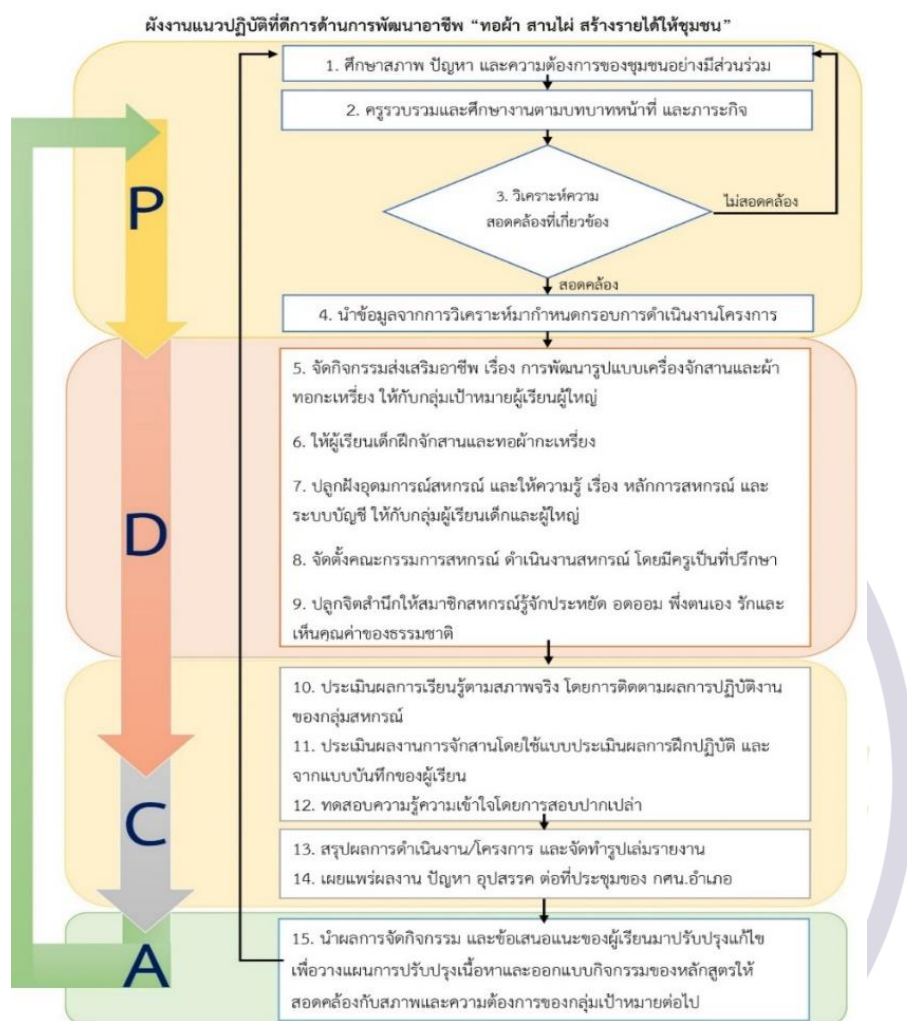 ผังงานแนวปฏิบัติที่ดีการด้านการพัฒนาอาชีพ “ทอผ้า สานไผ่ สร้างรายได้ให้ชุมชน”
1. ศึกษาสภาพ ปัญหา และความต้องการของชุมชนอย่างมีส่วนร่วม
2. ครูรวบรวมและศึกษางานตามบทบาทหน้าที่ และภาระกิจ
P
3. วิเคราะห์ความ
สอดคล้องที่เกี่ยวข้อง
ไม่สอดคล้อง
สอดคล้อง
4. นำข้อมูลจากการวิเคราะห์มากำหนดกรอบการดำเนินงานโครงการ
D
5. จัดกิจกรรมส่งเสริมอาชีพ เรื่อง การพัฒนารูปแบบเครื่องจักสานและผ้า
ทอกะเหรี่ยง ให้กับกลุ่มเป้าหมายผู้เรียนผู้ใหญ่
6. ให้ผู้เรียนเด็กฝึกจักสานและทอผ้ากะเหรี่ยง
7. ปลูกฝังอุดมการณ์สหกรณ์ และให้ความรู้ เรื่อง หลักการสหกรณ์ และ
ระบบบัญชี ให้กับกลุ่มผู้เรียนเด็กและผู้ใหญ่
8. จัดตั้งคณะกรรมการสหกรณ์ ดำเนินงานสหกรณ์ โดยมีครูเป็นที่ปรึกษา
9. ปลูกจิตสำนึกให้สมาชิกสหกรณ์รู้จักประหยัด อดออม พึ่งตนเอง รักและ
เห็นคุณค่าของธรรมชาติ
C
10. ประเมินผลการเรียนรู้ตามสภาพจริง โดยการติดตามผลการปฏิบัติงาน
ของกลุ่มสหกรณ์
11. ประเมินผลงานการจักสานโดยใช้แบบประเมินผลการฝึกปฏิบัติ และ
จากแบบบันทึกของผู้เรียน
12. ทดสอบความรู้ความเข้าใจโดยการสอบปากเปล่า
13. สรุปผลการดำเนินงาน/โครงการ และจัดทำรูปเล่มรายงาน
14. เผยแพร่ผลงาน ปัญหา อุปสรรค ต่อที่ประชุมของ กศน.อำเภอ
A
15. นำผลการจัดกิจกรรม และข้อเสนอแนะของผู้เรียนมาปรับปรุงแก้ไข
เพื่อวางแผนการปรับปรุงเนื้อหาและออกแบบกิจกรรมของหลักสูตรให้
สอดคล้องกับสภาพและความต้องการของกลุ่มเป้าหมายต่อไป